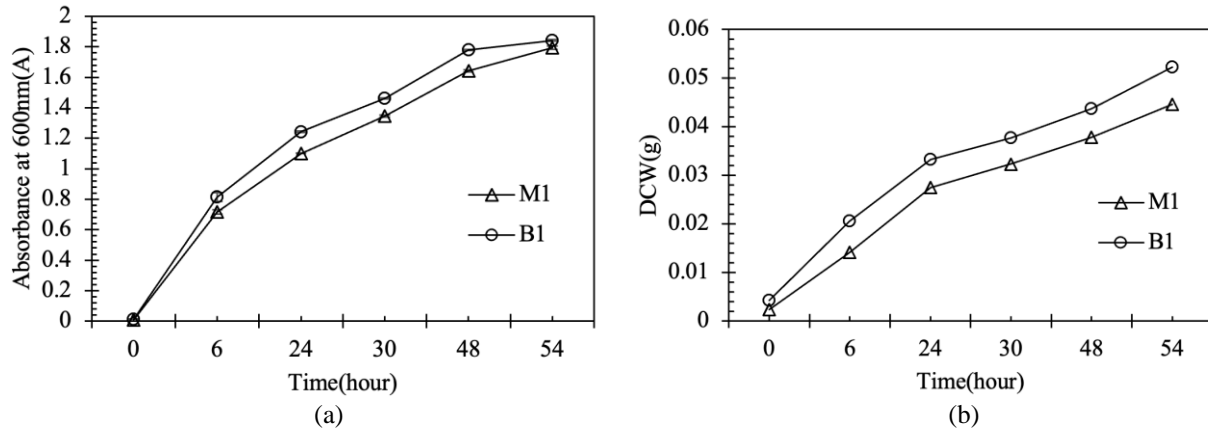 Absorbance at 600nm(A)
2
1.8
1.6
1.4
1.2
1
0.8
0.6
0.4
0.2
0
M1
B1
0 6 24 30 48 54
Time(hour)
(a)
DCW(g)
0.06
0.05
0.04
0.03
0.02
0.01
0
M1
B1
0 6 24 30 48 54
Time(hour)
(b)